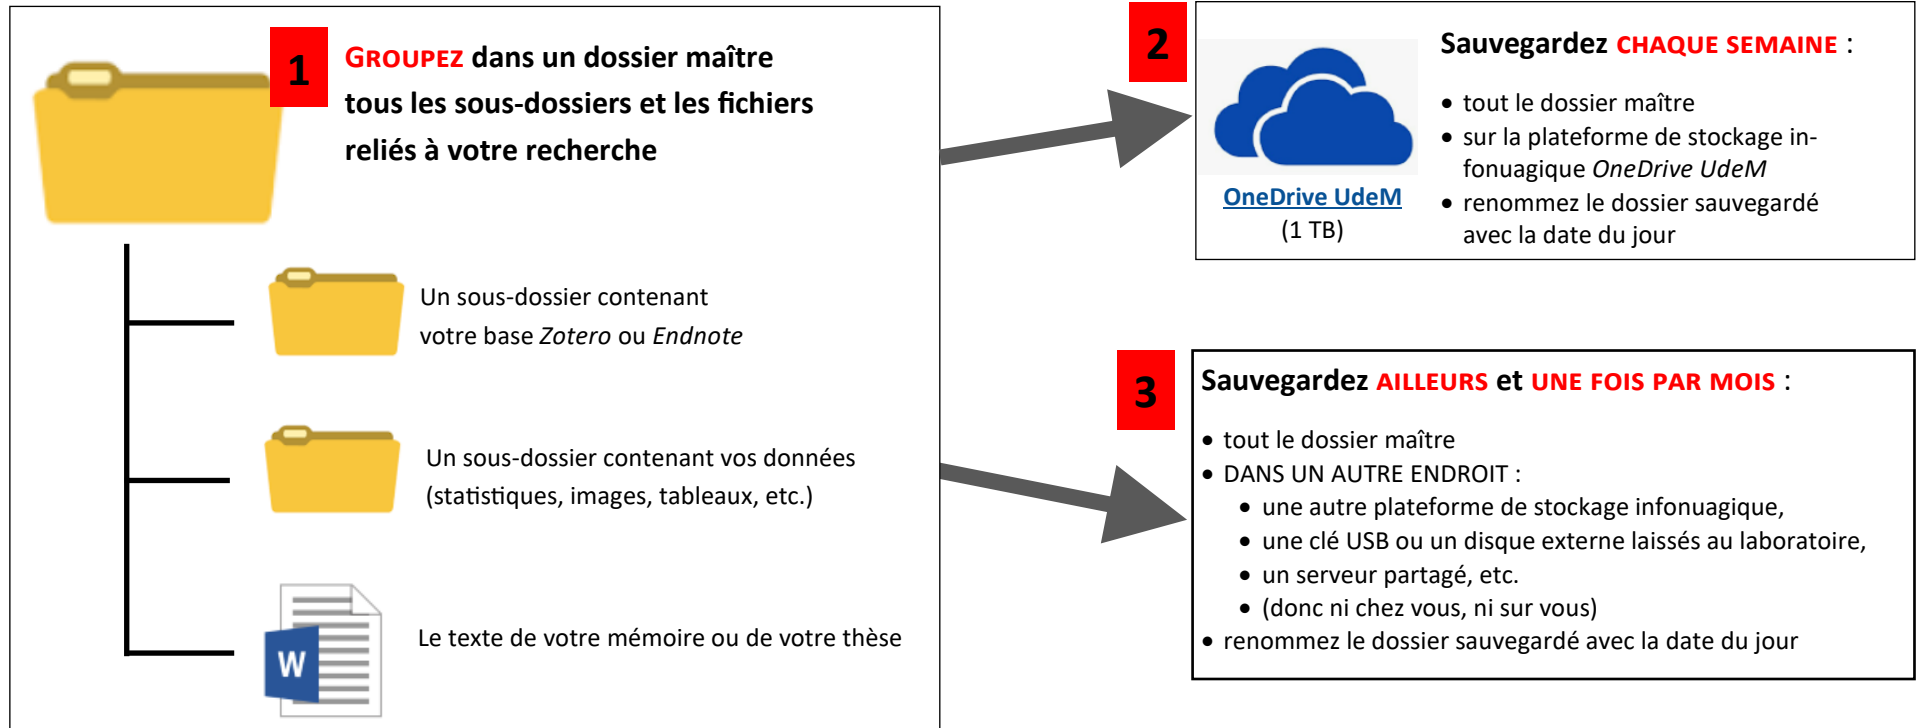 1
GROUPEZ dans un dossier maître
tous les sous-dossiers et les fichiers
reliés à votre recherche
Un sous-dossier contenant
votre base Zotero ou Endnote
Un sous-dossier contenant vos données
(statistiques, images, tableaux, etc.)
W
Le texte de votre mémoire ou de votre thèse
2
OneDrive UdeM
(1 TB)
Sauvegardez CHAQUE SEMAINE :
• tout le dossier maître
• sur la plateforme de stockage in-
fonuagique OneDrive UdeM
• renommez le dossier sauvegardé
avec la date du jour
3
Sauvegardez AILLEURS et UNE FOIS PAR MOIS :
• tout le dossier maître
• DANS UN AUTRE ENDROIT :
• une autre plateforme de stockage infonuagique,
• une clé USB ou un disque externe laissés au laboratoire,
• un serveur partagé, etc.
• (donc ni chez vous, ni sur vous)
• renommez le dossier sauvegardé avec la date du jour